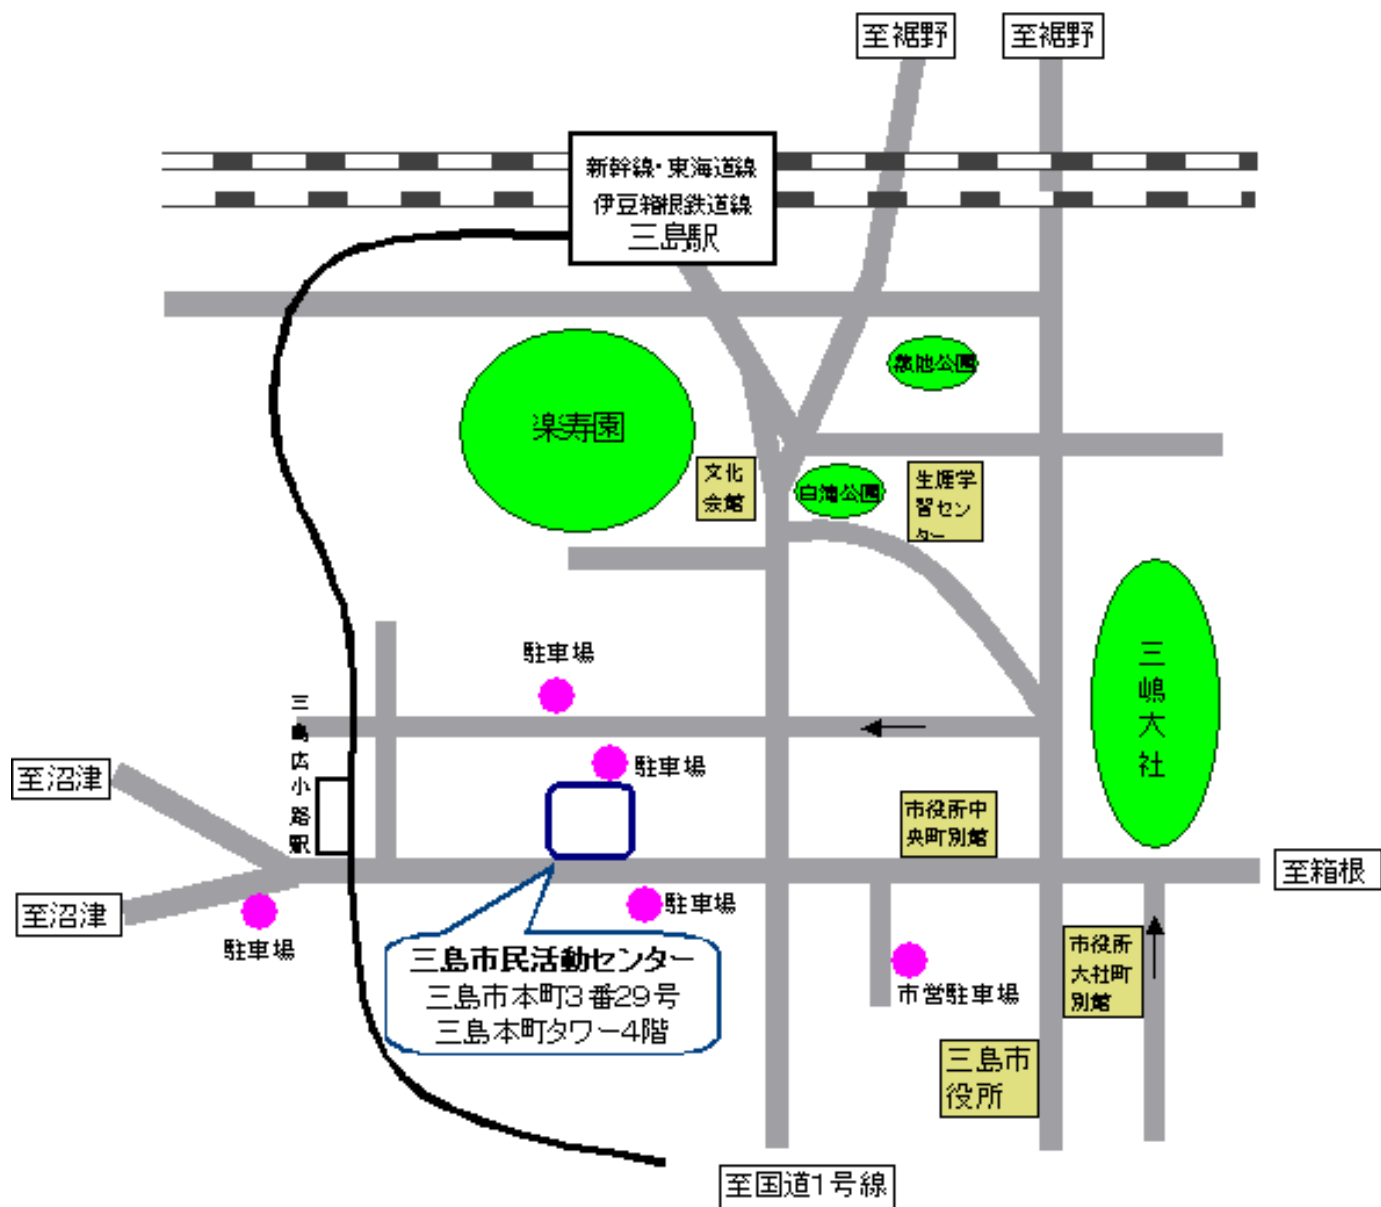 至裾野
至裾野
新幹線・東海道線
伊豆箱根鉄道線
三島駅
菰池公園
楽寿園
文化
会館
白滝公園
生涯学
習セン
ター
三嶋大社
駐車場
三島広小路駅
駐車場
至沼津
市役所中
央町別館
至箱根
至沼津
駐車場
駐車場
三島市民活動センター
三島市本町3番29号
三島本町タワー4階
市営駐車場
市役所
大社町
別館
三島市
役所
至国道1号線